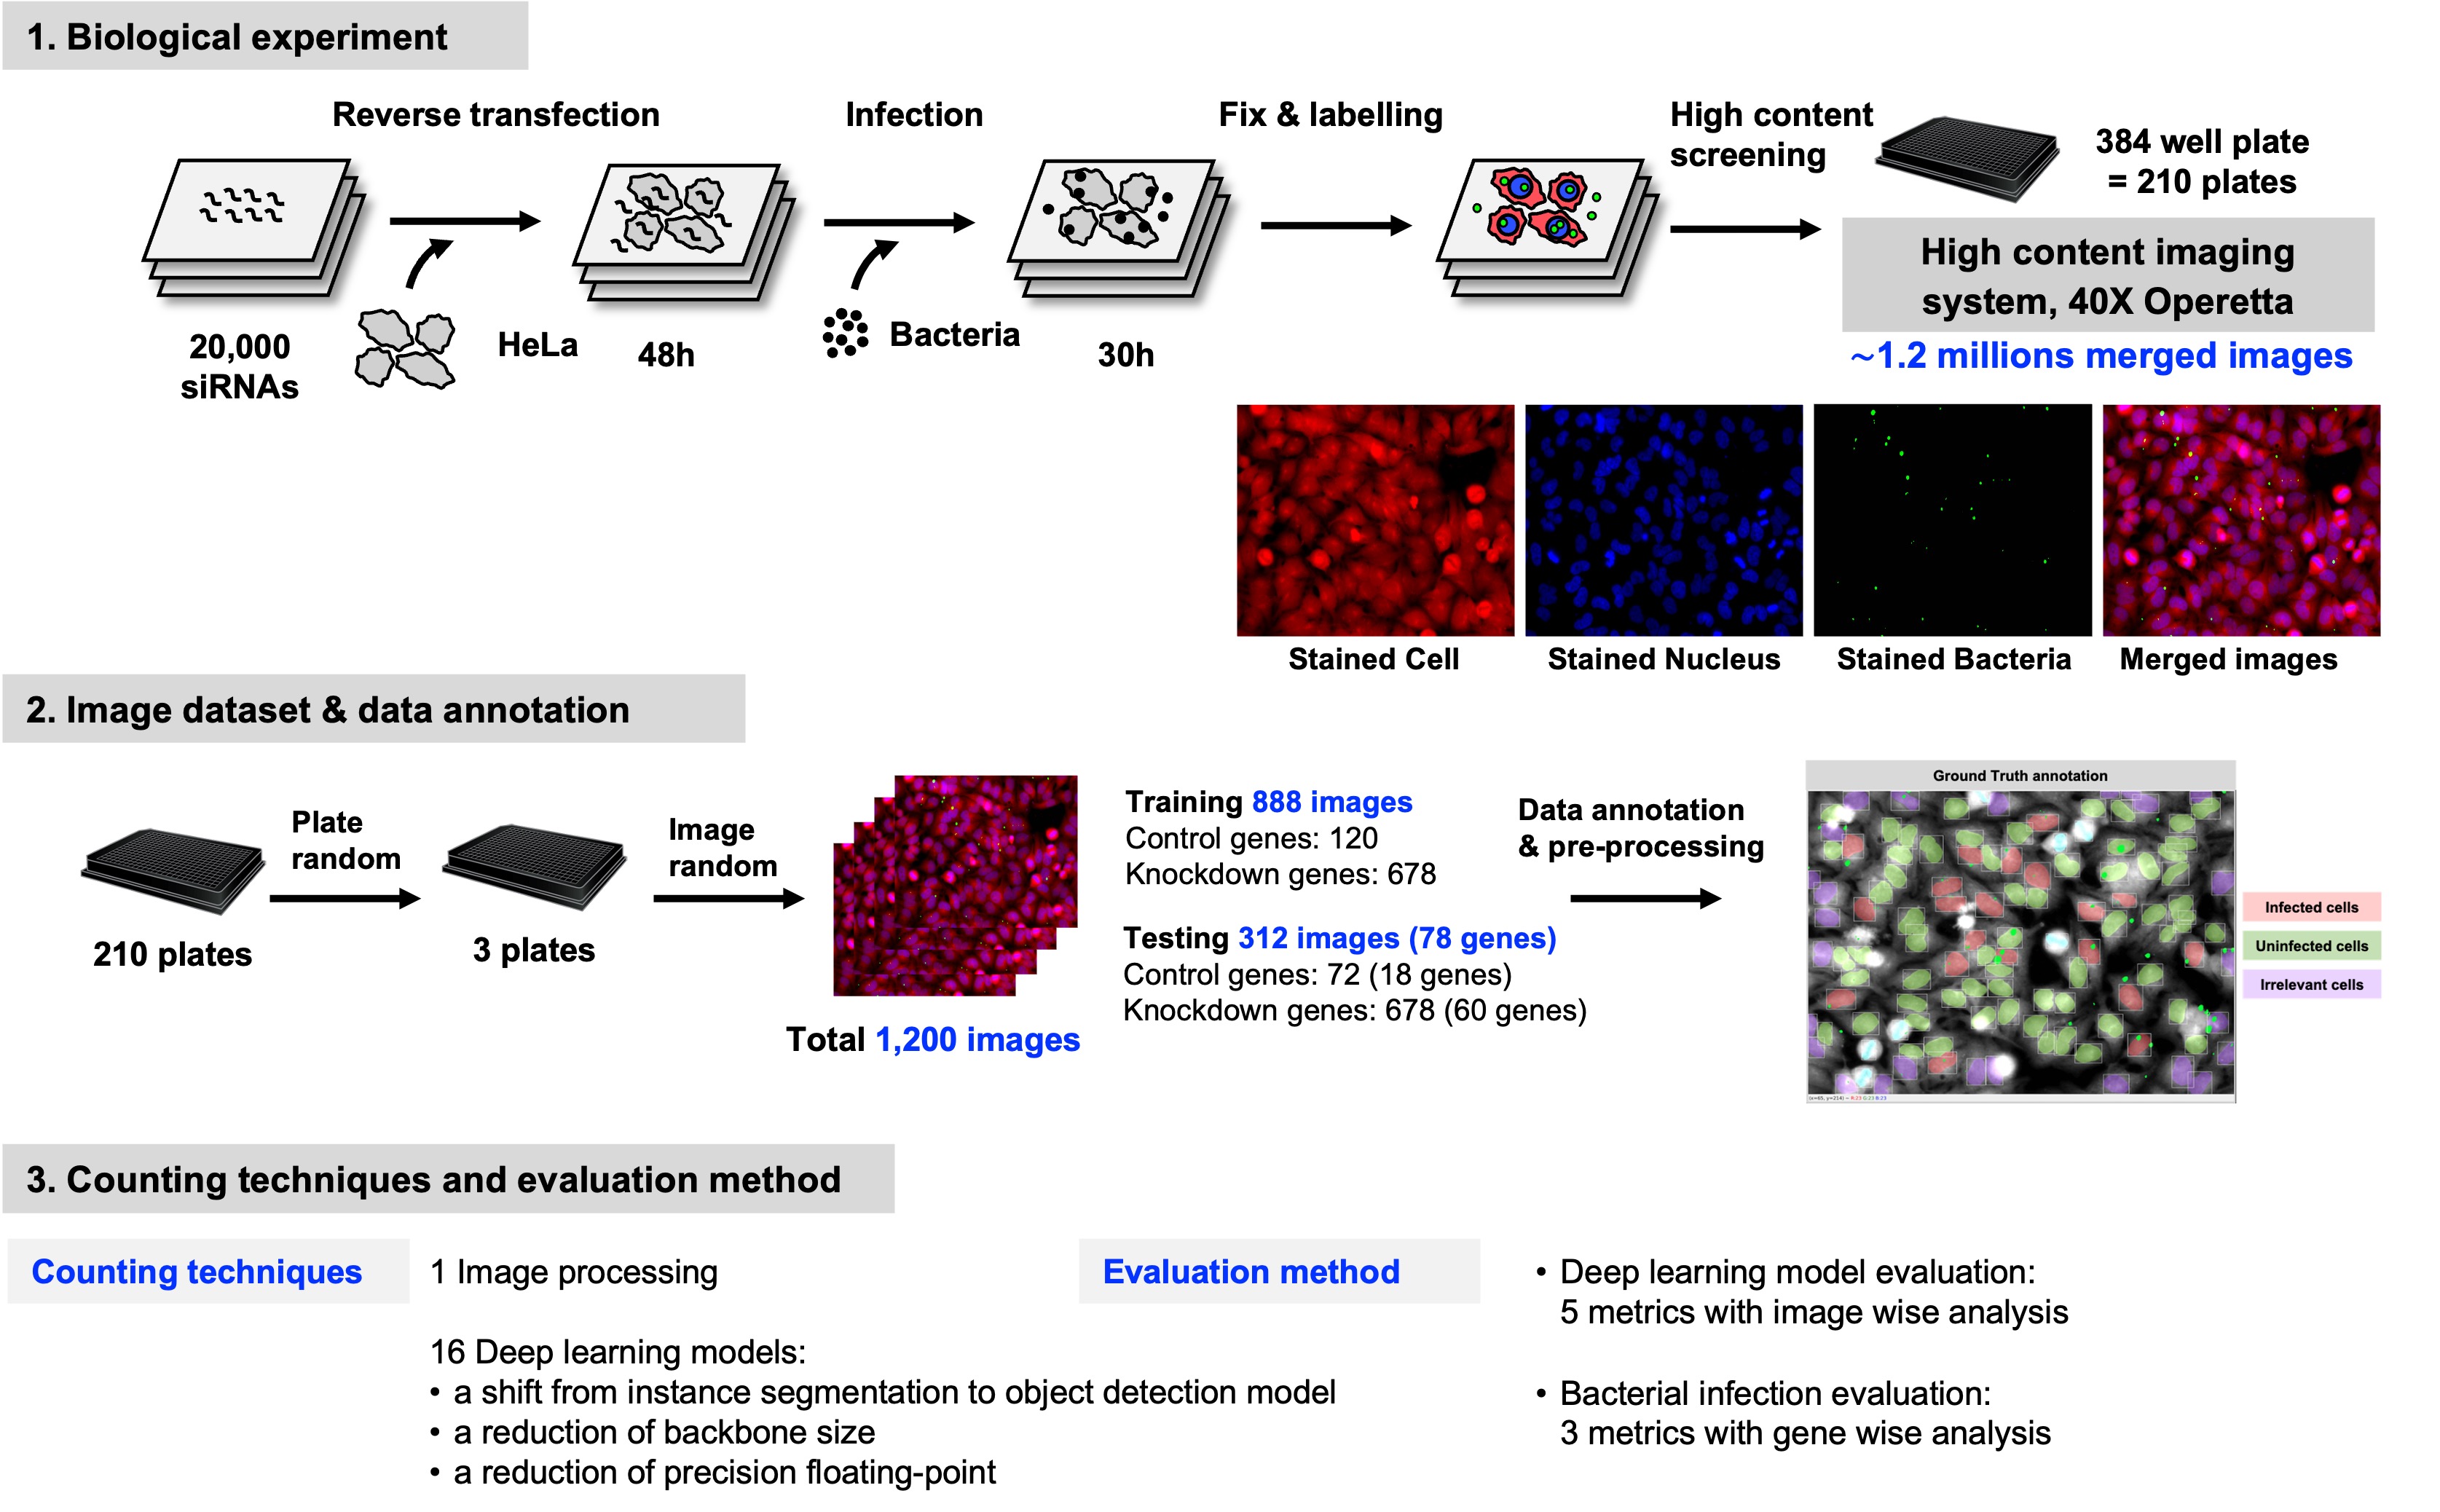 1. Biological experiment
Reverse transfection
Infection
Fix & labelling
High content
screening
384 well plate
= 210 plates
High content imaging
system, 40X Operetta
~1.2 millions merged images
20,000
siRNAs
HeLa
48h
Bacteria
30h
Stained Cell
Stained Nucleus
Stained Bacteria
Merged images
2. Image dataset & data annotation
210 plates
Plate
random
3 plates
Image
random
Total 1,200 images
Training 888 images
Control genes: 120
Knockdown genes: 678
Testing 312 images (78 genes)
Control genes: 72 (18 genes)
Knockdown genes: 678 (60 genes)
Data annotation
& pre-processing
Ground Truth annotation
Infected cells
Uninfected cells
Irrelevant cells
(x=65, y=214) ~ R:23 G:23 B:23
3. Counting techniques and evaluation method
Counting techniques
1 Image processing
16 Deep learning models:
• a shift from instance segmentation to object detection model
• a reduction of backbone size
• a reduction of precision floating-point
Evaluation method
• Deep learning model evaluation:
5 metrics with image wise analysis
• Bacterial infection evaluation:
3 metrics with gene wise analysis